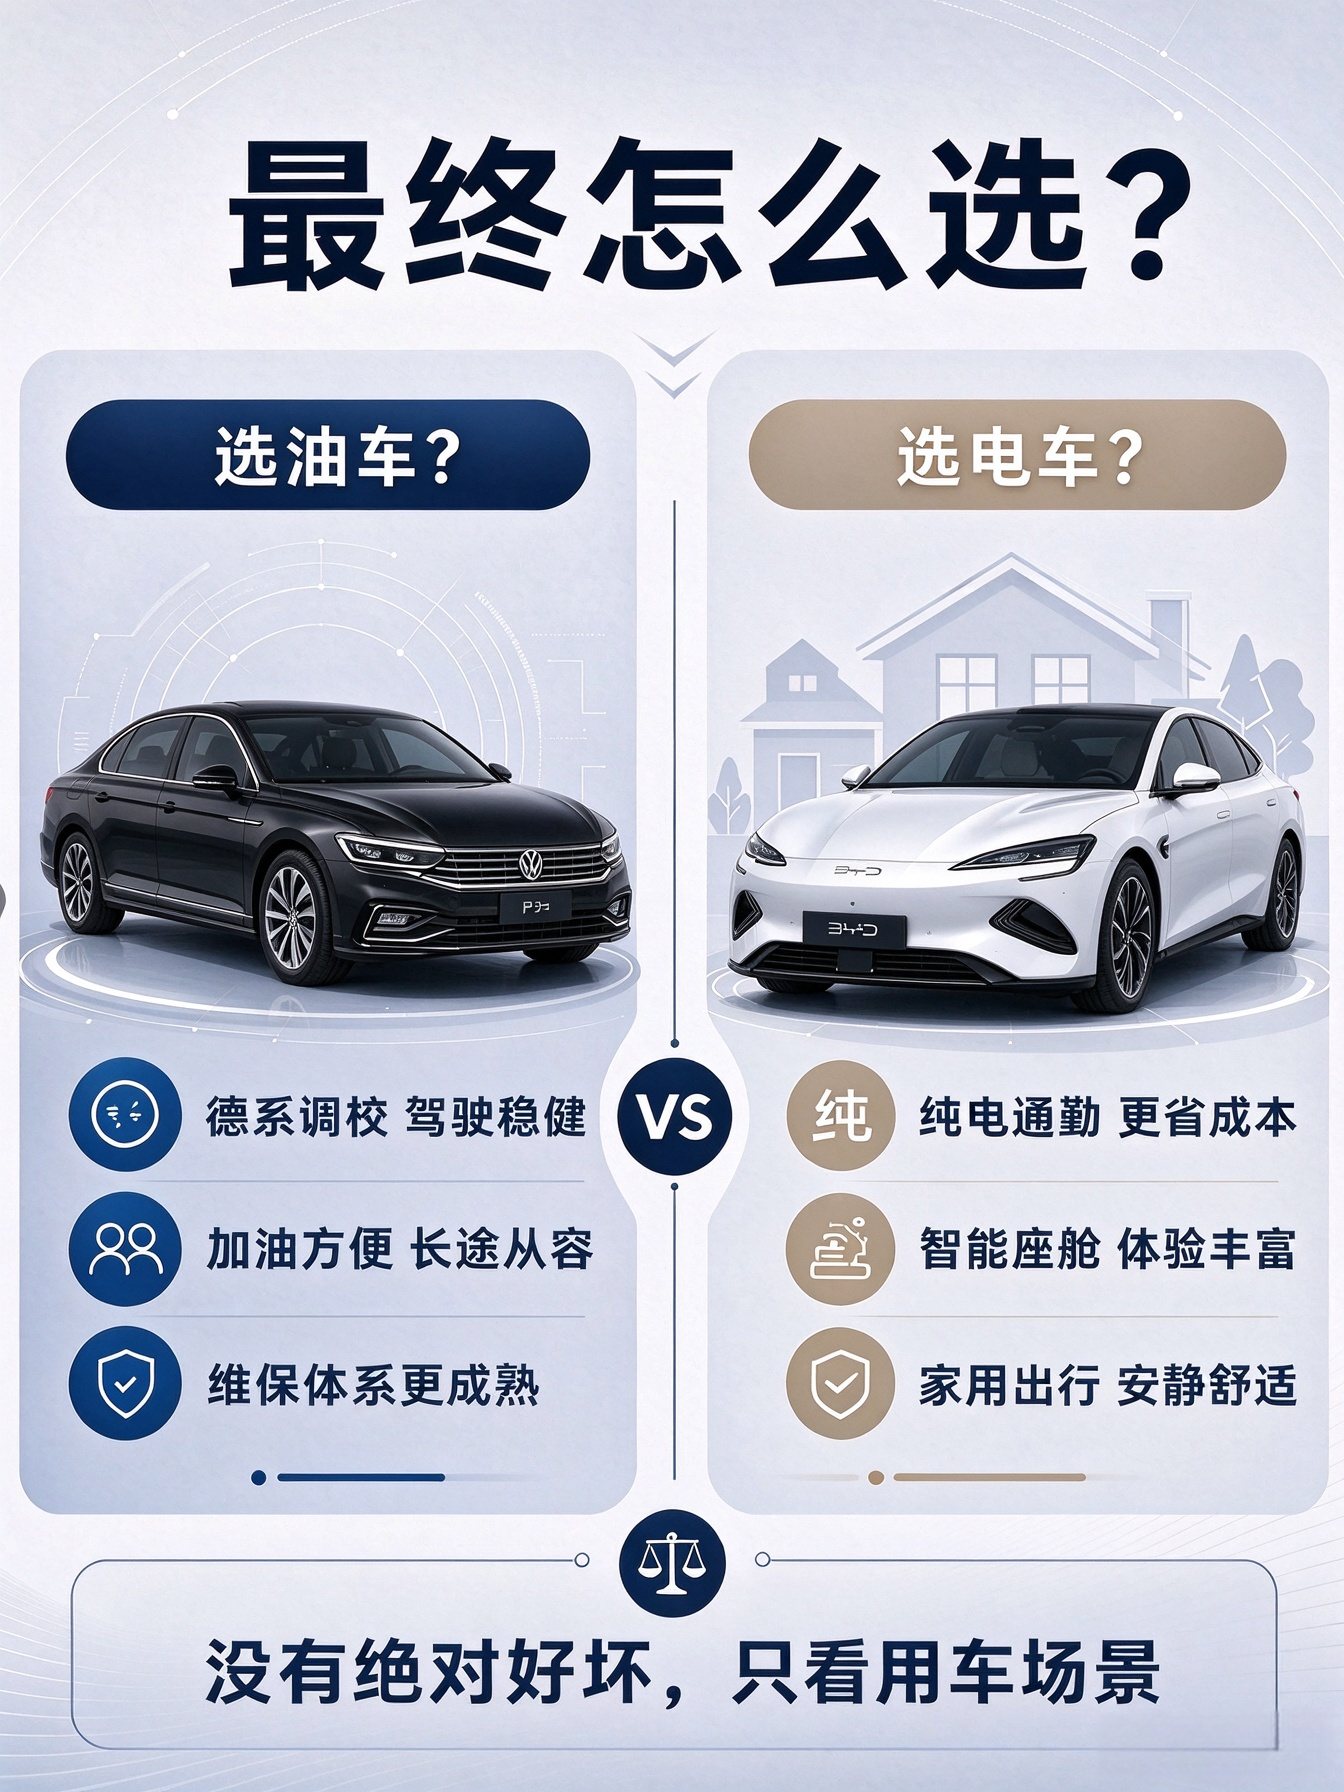 最终怎么选？
选油车？
选电车？
BYD
BYD
德系调校 驾驶稳健
加油方便 长途从容
维保体系更成熟
VS
纯
纯电通勤 更省成本
智能座舱 体验丰富
家用出行 安静舒适
没有绝对好坏，只看用车场景